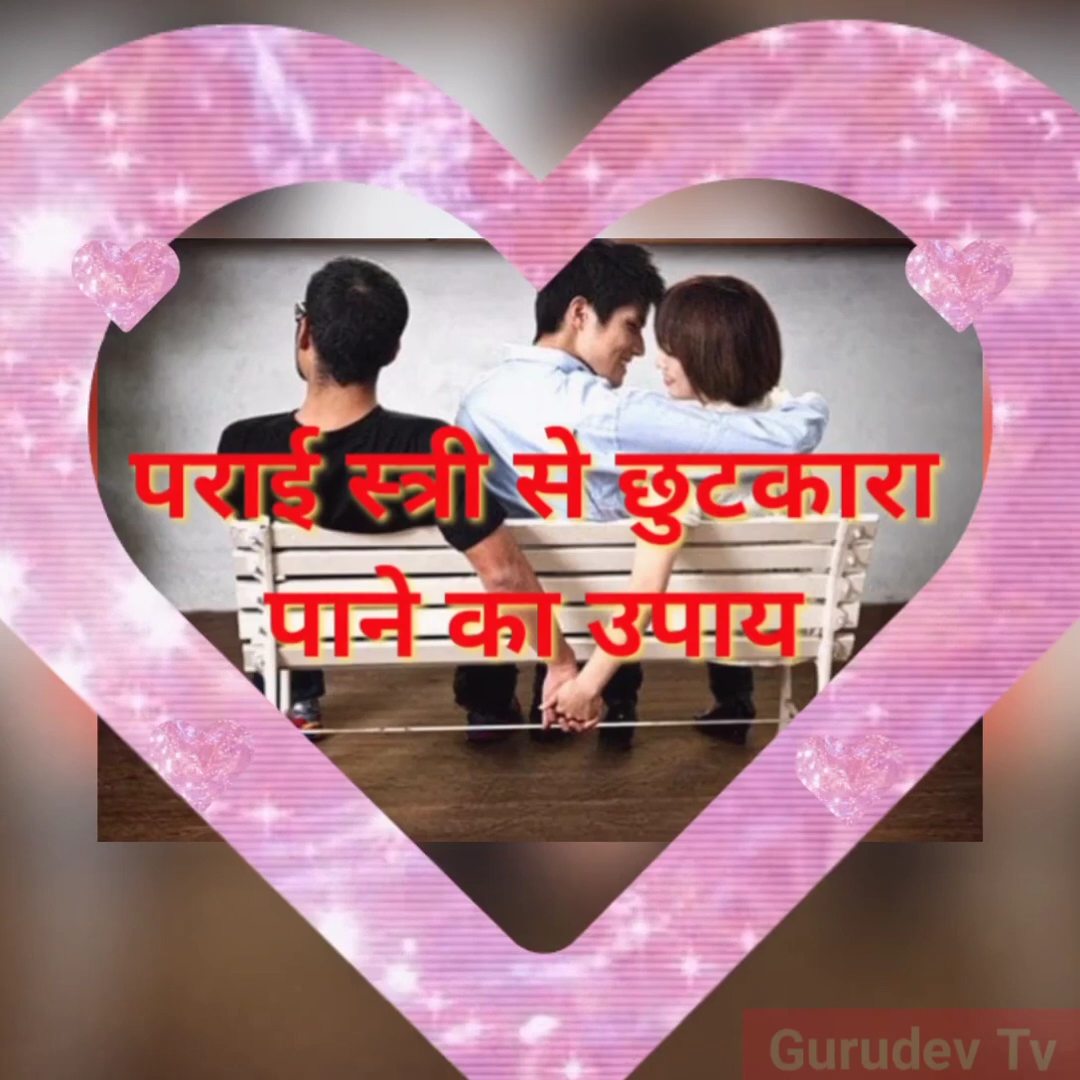 पराई स्त्री से छुटकारा
पाने का उपाय
Gurudev Tv